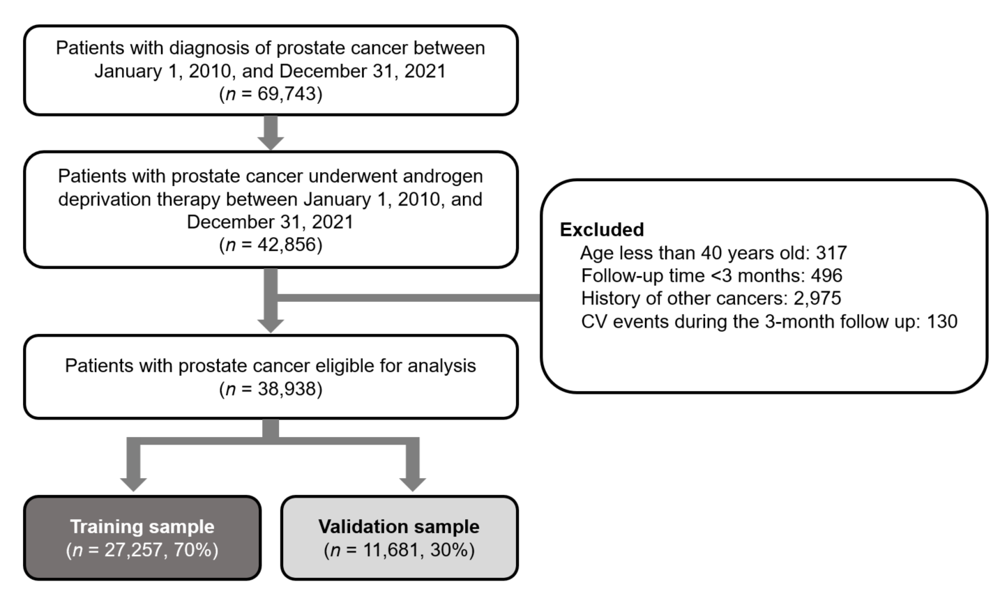 Patients with diagnosis of prostate cancer between
January 1, 2010, and December 31, 2021
(n = 69,743)
Patients with prostate cancer underwent androgen
deprivation therapy between January 1, 2010, and
December 31, 2021
(n = 42,856)
Excluded
Age less than 40 years old: 317
Follow-up time <3 months: 496
History of other cancers: 2,975
CV events during the 3-month follow up: 130
Patients with prostate cancer eligible for analysis
(n = 38,938)
Training sample
(n = 27,257, 70%)
Validation sample
(n = 11,681, 30%)